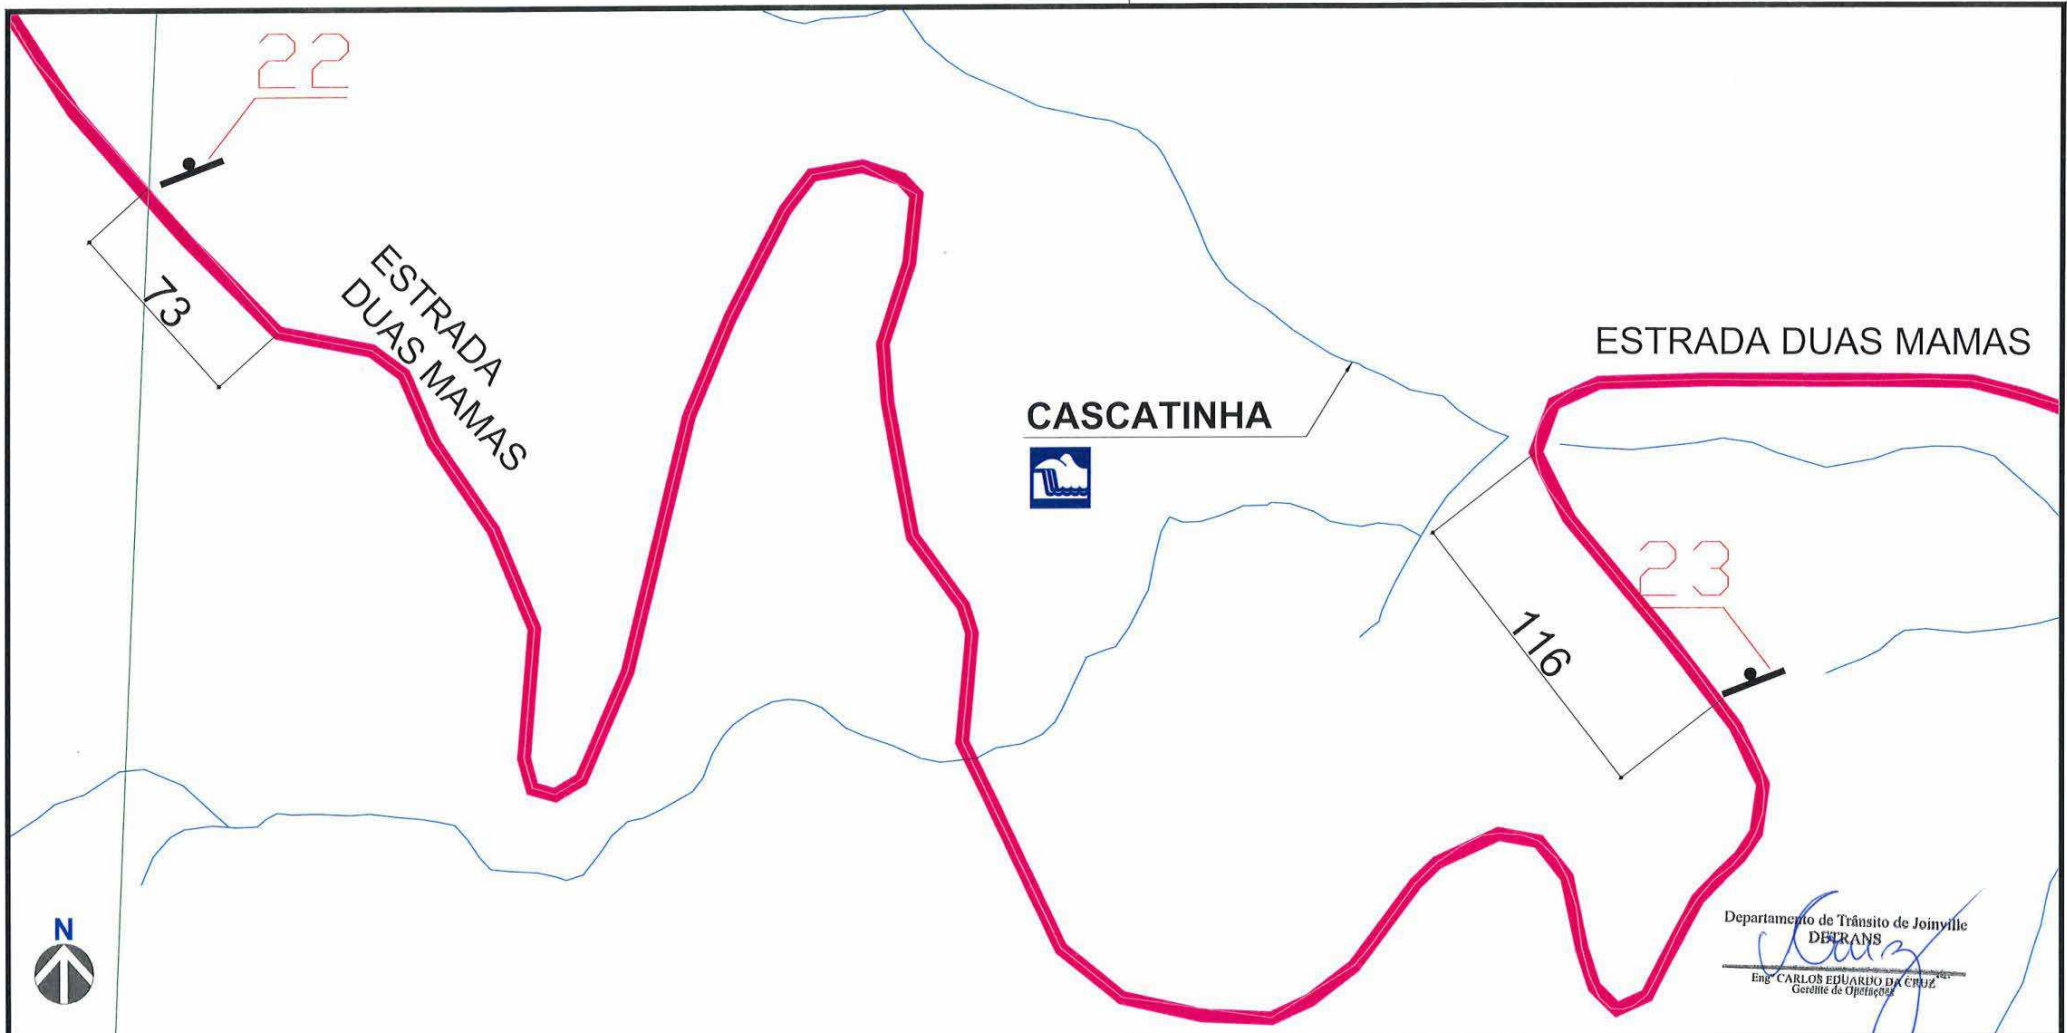 22
73
ESTRADA
DUAS MAMAS
CASCATINHA
ESTRADA DUAS MAMAS
23
116
N
Departamento de Trânsito de Joinville
DETRANS
Engº CARLOS EDUARDO DA CRUZ
Gerente de Operações